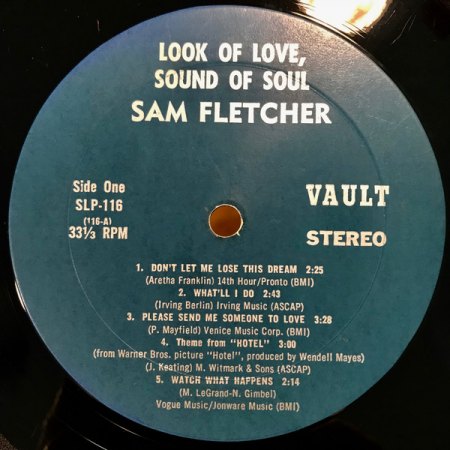 LOOK OF LOVE,
SOUND OF SOUL
SAM FLETCHER
Side One
SLP-116
(116-A)
33⅓ RPM
VAULT
STEREO
1. DON'T LET ME LOSE THIS DREAM 2:25
(Aretha Franklin) 14th Hour/Pronto (BMI)
2. WHAT'LL I DO 2:43
(Irving Berlin) Irving Music (ASCAP)
3. PLEASE SEND ME SOMEONE TO LOVE 3:28
(P. Mayfield) Venice Music Corp. (BMI)
4. Theme from "HOTEL" 3:00
(from Warner Bros. picture "Hotel", produced by Wendell Mayes)
(J. Keating) M. Witmark & Sons (ASCAP)
5. WATCH WHAT HAPPENS 2:14
(M. LeGrand-N. Gimbel)
Vogue Music/Jonware Music (BMI)